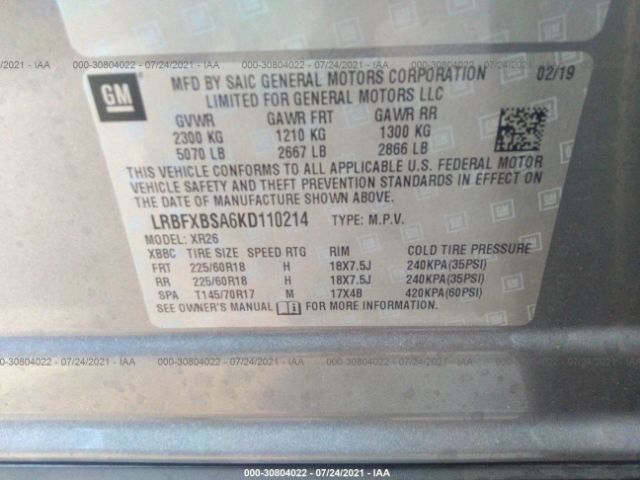 000-30804022 - 07/24/2021 - IAA
GM
MFD BY SAIC GENERAL MOTORS CORPORATION 02/19
LIMITED FOR GENERAL MOTORS LLC
GVWR GAWR FRT GAWR RR
2300 KG 1210 KG 1300 KG
5070 LB 2667 LB 2866 LB
THIS VEHICLE CONFORMS TO ALL APPLICABLE U.S. FEDERAL MOTOR
VEHICLE SAFETY AND THEFT PREVENTION STANDARDS IN EFFECT ON
THE DATE OF MANUFACTURE SHOWN ABOVE.
LRBFXBSA6KD110214 TYPE: M.P.V.
MODEL: XR26
XBBC TIRE SIZE SPEED RTG RIM COLD TIRE PRESSURE
FRT 225/60R18 H 18X7.5J 240KPA(35PSI)
RR 225/60R18 H 18X7.5J 240KPA(35PSI)
SPA T145/70R17 M 17X4B 420KPA(60PSI)
SEE OWNER'S MANUAL FOR MORE INFORMATION.
000-30804022 - 07/24/2021 - IAA
000-30804022 - 07/24/2021 - IAA